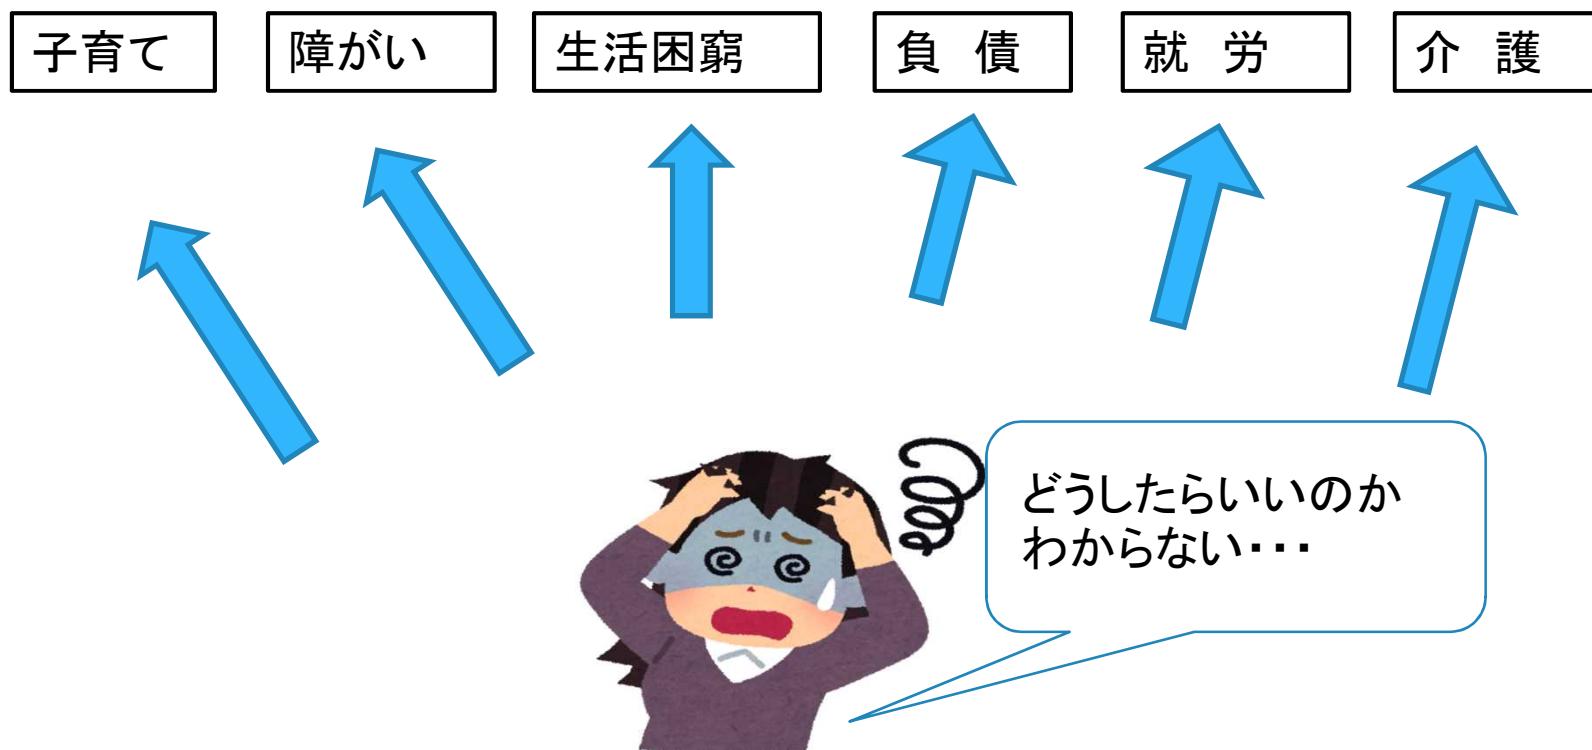 子育て
障がい
生活困窮
負　債
就　労
介　護
どうしたらいいのか
わからない・・・